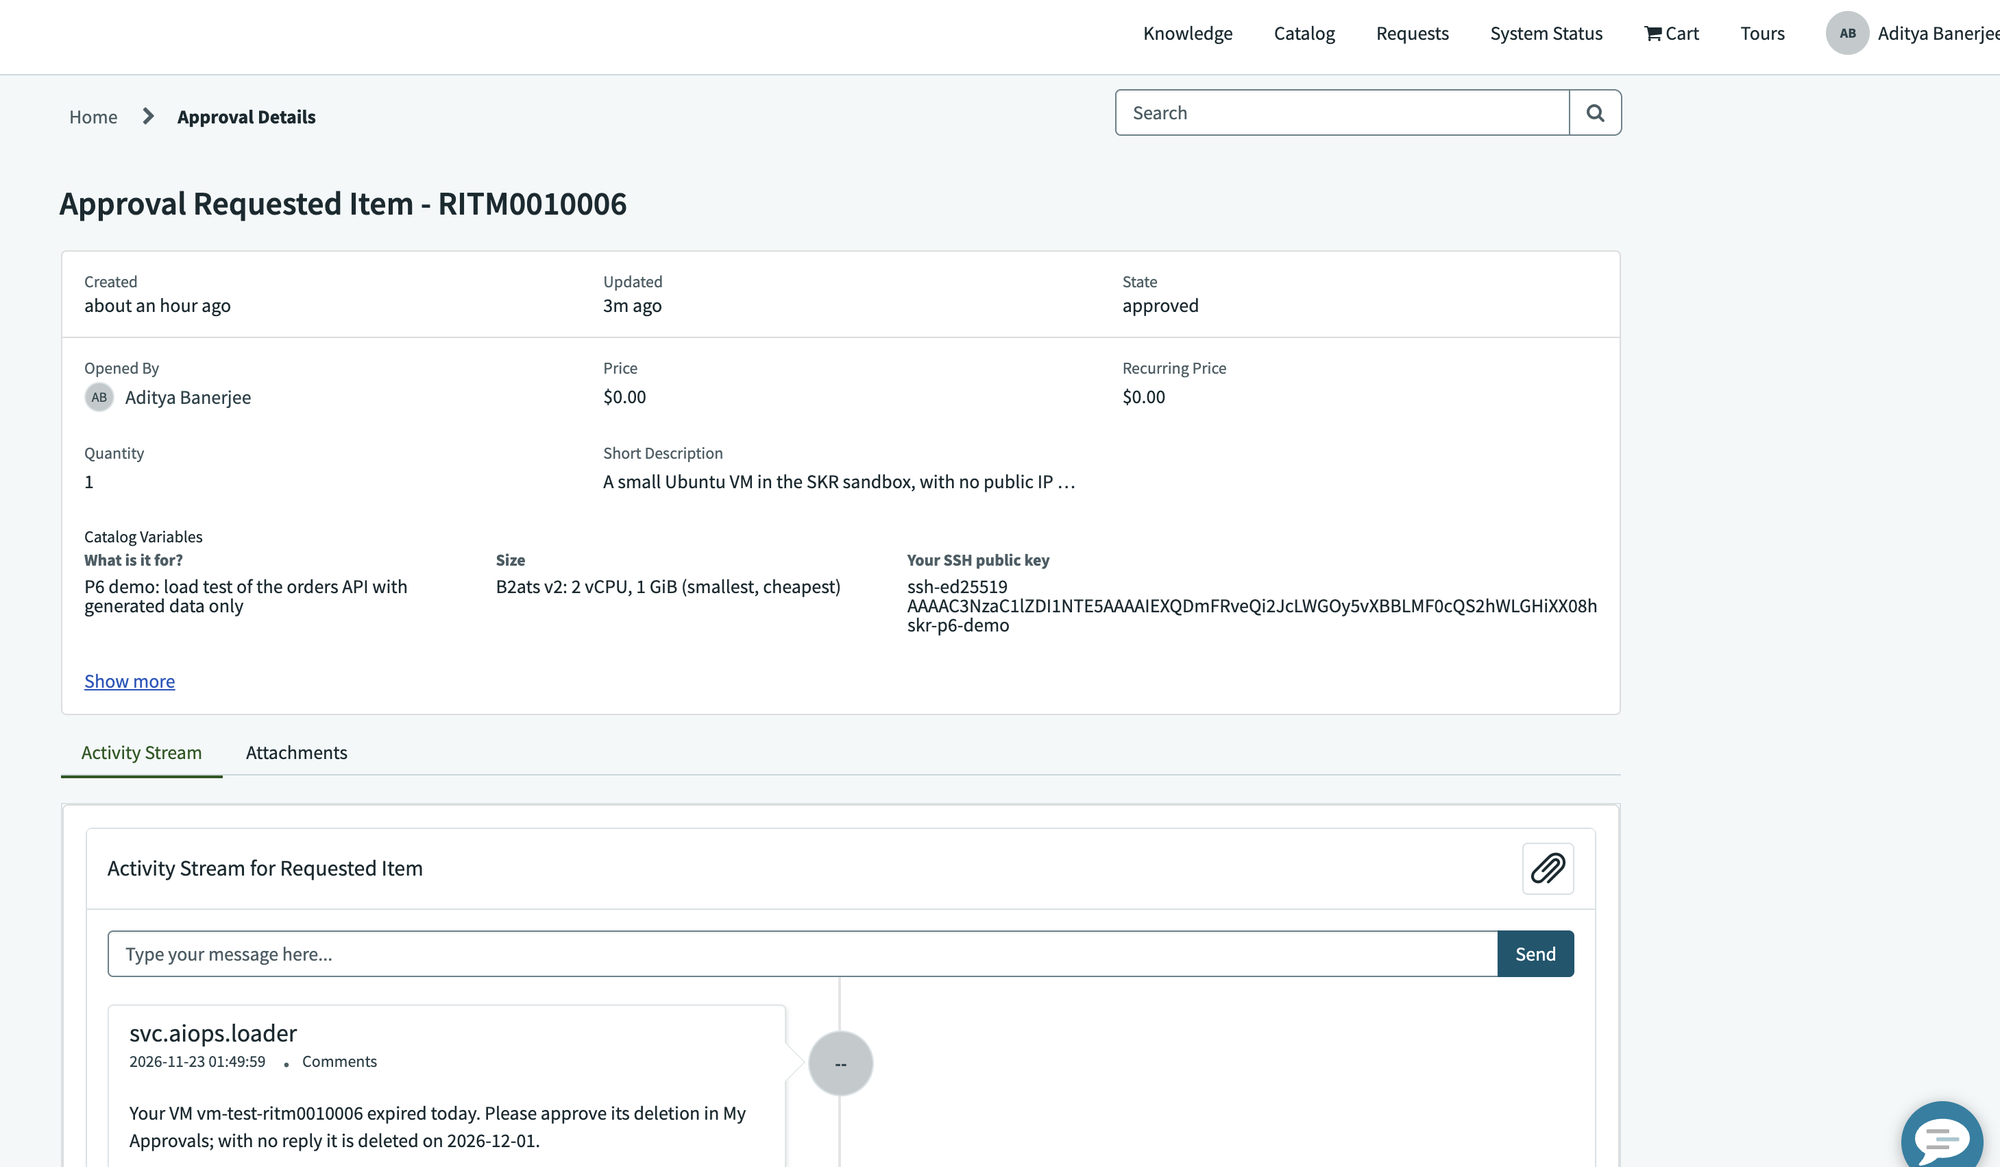 Knowledge Catalog Requests System Status Cart Tours AB Aditya Banerjee
Home Approval Details
Search
Approval Requested Item - RITM0010006
Created Updated State
about an hour ago 3m ago approved
Opened By Price Recurring Price
AB Aditya Banerjee $0.00 $0.00
Quantity Short Description
1 A small Ubuntu VM in the SKR sandbox, with no public IP …
Catalog Variables
What is it for? Size Your SSH public key
P6 demo: load test of the orders API with B2ats v2: 2 vCPU, 1 GiB (smallest, cheapest) ssh-ed25519
generated data only AAAAC3NzaC1lZDI1NTE5AAAAIEXQDmFRveQi2JcLWGOy5vXBBLMF0cQS2hWLGHiXX08h
skr-p6-demo
Show more
Activity Stream Attachments
Activity Stream for Requested Item
Type your message here... Send
svc.aiops.loader
2026-11-23 01:49:59 • Comments
--
Your VM vm-test-ritm0010006 expired today. Please approve its deletion in My
Approvals; with no reply it is deleted on 2026-12-01.